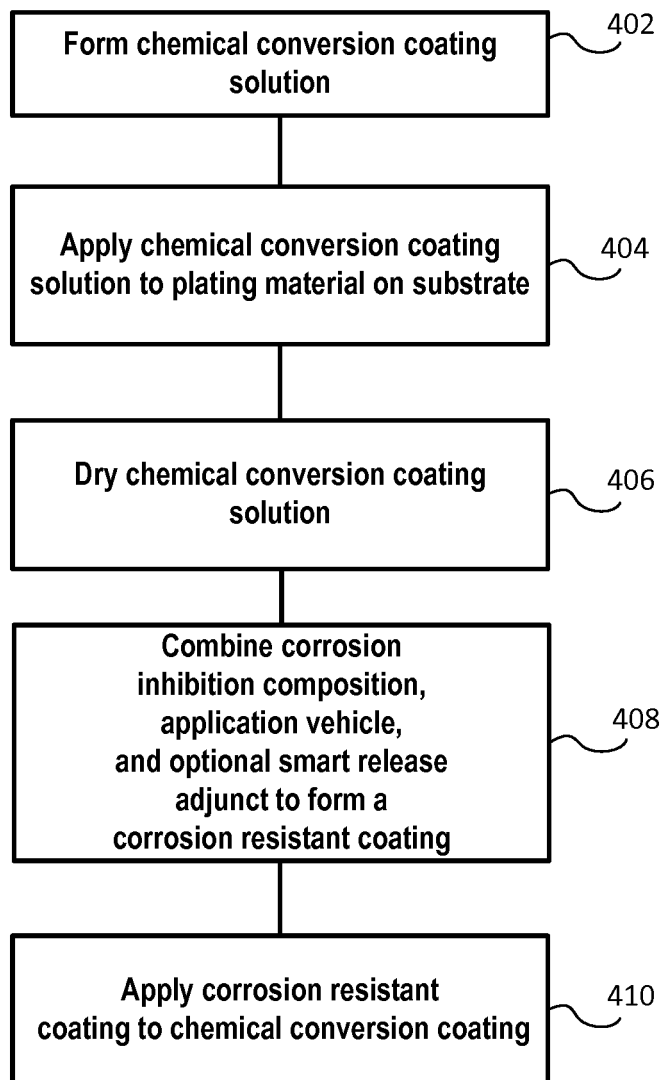 Form chemical conversion coating
solution
402
Apply chemical conversion coating
solution to plating material on substrate
404
Dry chemical conversion coating
solution
406
Combine corrosion
inhibition composition,
application vehicle,
and optional smart release
adjunct to form a
corrosion resistant coating
408
Apply corrosion resistant
coating to chemical conversion coating
410